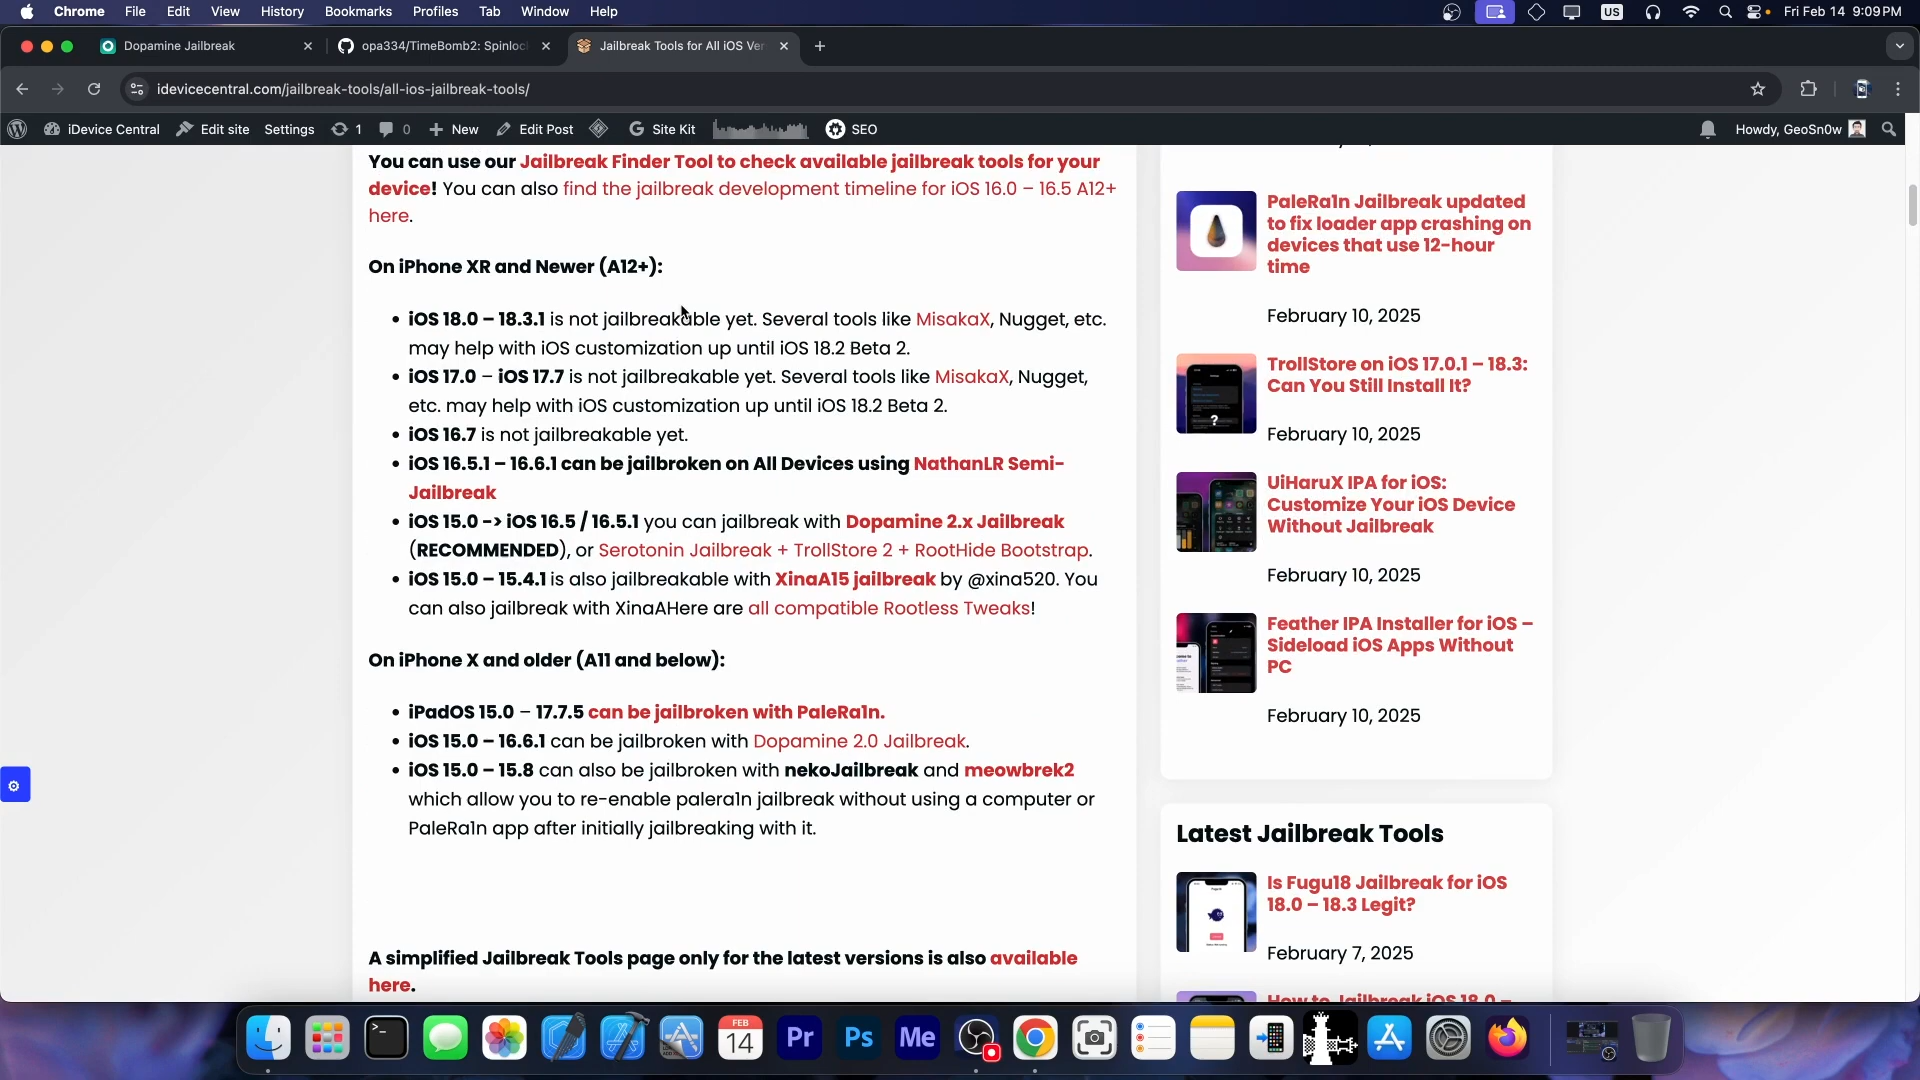 Chrome File Edit View History Bookmarks Profiles Tab Window Help US Fri Feb 14 9:09 PM
Dopamine Jailbreak opa334/TimeBomb2: Spinloc Jailbreak Tools for All iOS Ver
idevicecentral.com/jailbreak-tools/all-ios-jailbreak-tools/
iDevice Central Edit site Settings 1 0 New Edit Post Site Kit SEO Howdy, GeoSn0w
You can use our Jailbreak Finder Tool to check available jailbreak tools for your
device! You can also find the jailbreak development timeline for iOS 16.0 – 16.5 A12+
here.
On iPhone XR and Newer (A12+):
• iOS 18.0 – 18.3.1 is not jailbreakable yet. Several tools like MisakaX, Nugget, etc.
may help with iOS customization up until iOS 18.2 Beta 2.
• iOS 17.0 – iOS 17.7 is not jailbreakable yet. Several tools like MisakaX, Nugget,
etc. may help with iOS customization up until iOS 18.2 Beta 2.
• iOS 16.7 is not jailbreakable yet.
• iOS 16.5.1 – 16.6.1 can be jailbroken on All Devices using NathanLR Semi-
Jailbreak
• iOS 15.0 -> iOS 16.5 / 16.5.1 you can jailbreak with Dopamine 2.x Jailbreak
(RECOMMENDED), or Serotonin Jailbreak + TrollStore 2 + RootHide Bootstrap.
• iOS 15.0 – 15.4.1 is also jailbreakable with XinaA15 jailbreak by @xina520. You
can also jailbreak with XinaAHere are all compatible Rootless Tweaks!
On iPhone X and older (A11 and below):
• iPadOS 15.0 – 17.7.5 can be jailbroken with PaleRa1n.
• iOS 15.0 – 16.6.1 can be jailbroken with Dopamine 2.0 Jailbreak.
• iOS 15.0 – 15.8 can also be jailbroken with nekoJailbreak and meowbrek2
which allow you to re-enable palera1n jailbreak without using a computer or
PaleRa1n app after initially jailbreaking with it.
A simplified Jailbreak Tools page only for the latest versions is also available
here.
PaleRa1n Jailbreak updated
to fix loader app crashing on
devices that use 12-hour
time
February 10, 2025
TrollStore on iOS 17.0.1 – 18.3:
Can You Still Install It?
February 10, 2025
UiHaruX IPA for iOS:
Customize Your iOS Device
Without Jailbreak
February 10, 2025
Feather IPA Installer for iOS –
Sideload iOS Apps Without
PC
February 10, 2025
Latest Jailbreak Tools
Is Fugu18 Jailbreak for iOS
18.0 – 18.3 Legit?
February 7, 2025
How to Jailbreak iOS 18.0 –
FEB
14
Pr Ps Me